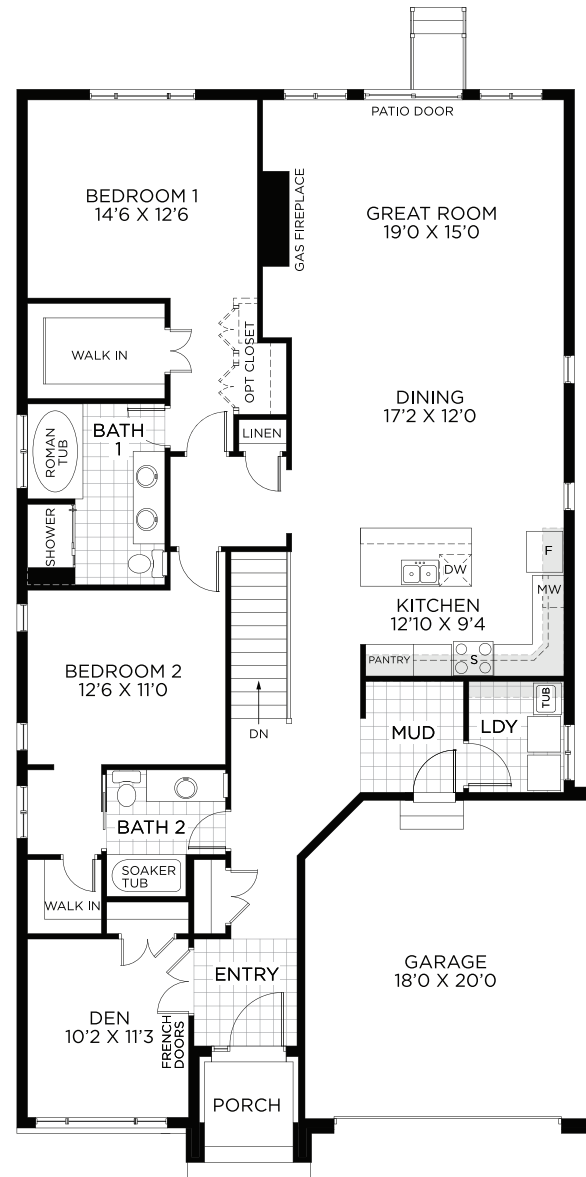 PATIO DOOR
BEDROOM 1
14'6 X 12'6
GAS FIREPLACE
GREAT ROOM
19'0 X 15'0
WALK IN
OPT CLOSET
DINING
17'2 X 12'0
BATH
1
ROMAN
TUB
LINEN
SHOWER
F
DW
MW
KITCHEN
12'10 X 9'4
PANTRY
S
BEDROOM 2
12'6 X 11'0
TUB
MUD
LDY
DN
BATH 2
SOAKER
TUB
WALK IN
ENTRY
GARAGE
18'0 X 20'0
DEN
10'2 X 11'3
FRENCH
DOORS
PORCH